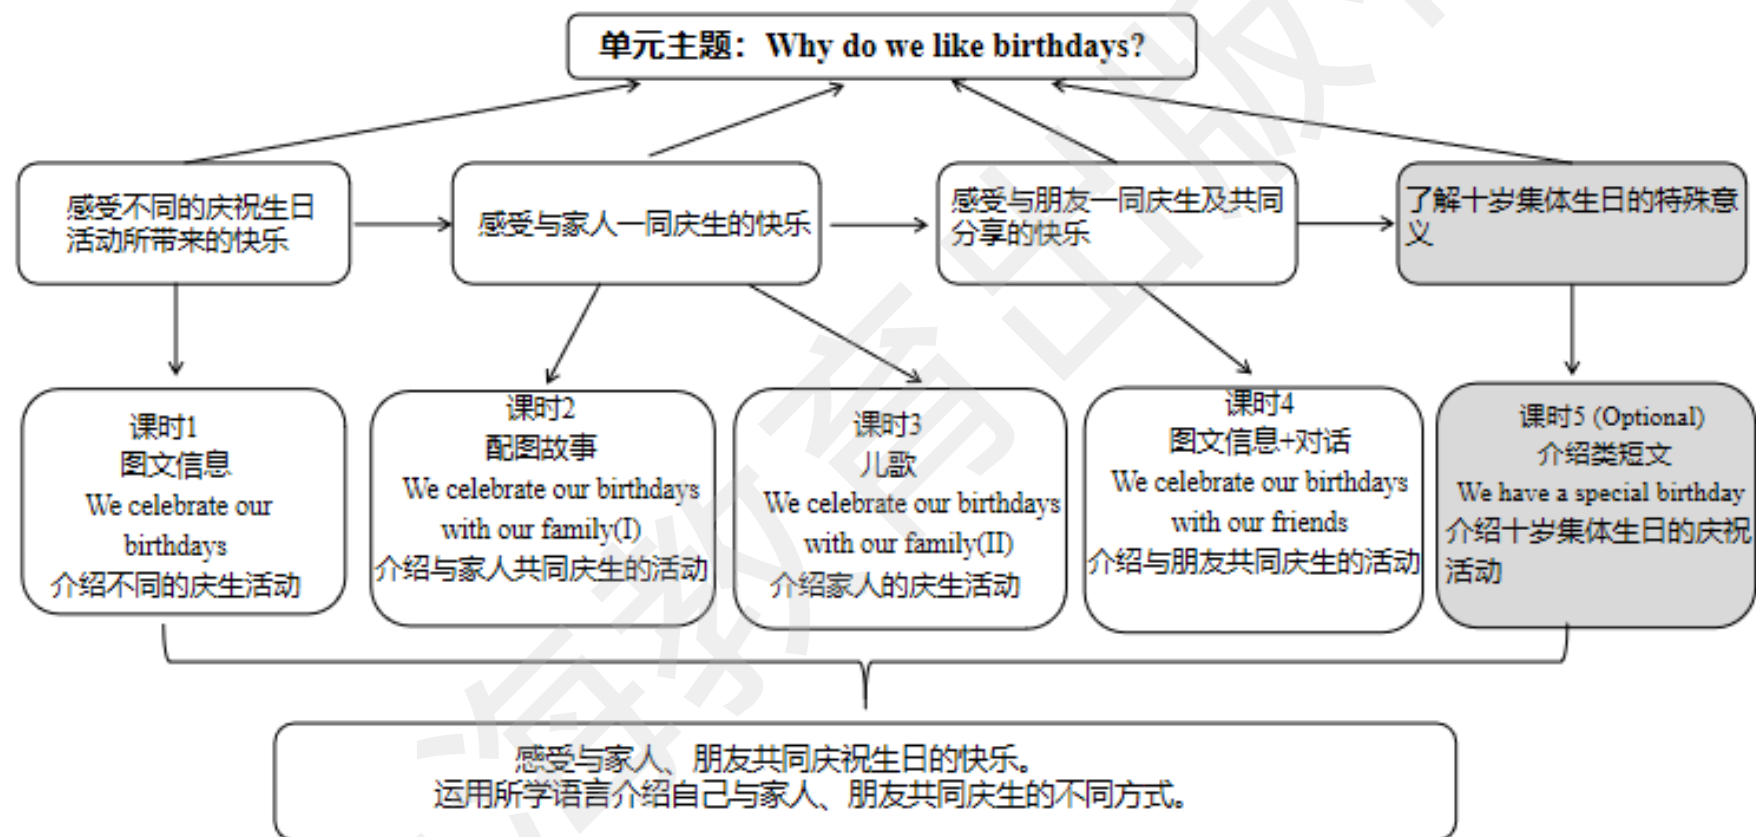 单元主题：Why do we like birthdays?
感受不同的庆祝生日
活动所带来的快乐
感受与家人一同庆生的快乐
感受与朋友一同庆生及共同
分享的快乐
了解十岁集体生日的特殊意
义
课时1
图文信息
We celebrate our
birthdays
介绍不同的庆生活动
课时2
配图故事
We celebrate our birthdays
with our family(I)
介绍与家人共同庆生的活动
课时3
儿歌
We celebrate our birthdays
with our family(II)
介绍家人的庆生活动
课时4
图文信息+对话
We celebrate our birthdays
with our friends
介绍与朋友共同庆生的活动
课时5 (Optional)
介绍类短文
We have a special birthday
介绍十岁集体生日的庆祝
活动
感受与家人、朋友共同庆祝生日的快乐。
运用所学语言介绍自己与家人、朋友共同庆生的不同方式。
海教育出版